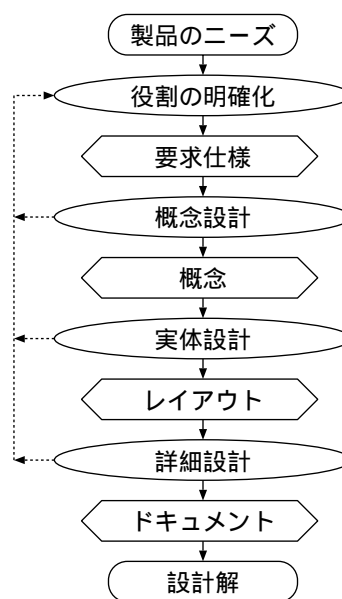 製品のニーズ
役割の明確化
要求仕様
概念設計
概念
実体設計
レイアウト
詳細設計
ドキュメント
設計解